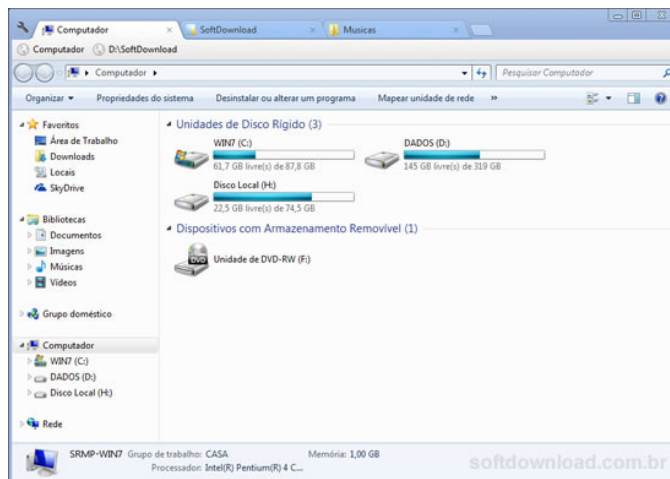 Computador
SoftDownload
Musicas
Computador D:\SoftDownload
Computador
Pesquisar Computador
Organizar Propriedades do sistema Desinstalar ou alterar um programa Mapear unidade de rede »
Favoritos
Área de Trabalho
Downloads
Locais
SkyDrive
Bibliotecas
Documentos
Imagens
Músicas
Vídeos
Grupo doméstico
Computador
WIN7 (C:)
DADOS (D:)
Disco Local (H:)
Rede
Unidades de Disco Rígido (3)
WIN7 (C:)
61,7 GB livre(s) de 87,8 GB
DADOS (D:)
145 GB livre(s) de 319 GB
Disco Local (H:)
22,5 GB livre(s) de 74,5 GB
Dispositivos com Armazenamento Removível (1)
DVD
Unidade de DVD-RW (F:)
SRMP-WIN7 Grupo de trabalho: CASA Memória: 1,00 GB
Processador: Intel(R) Pentium(R) 4 C...
softdownload.com.br